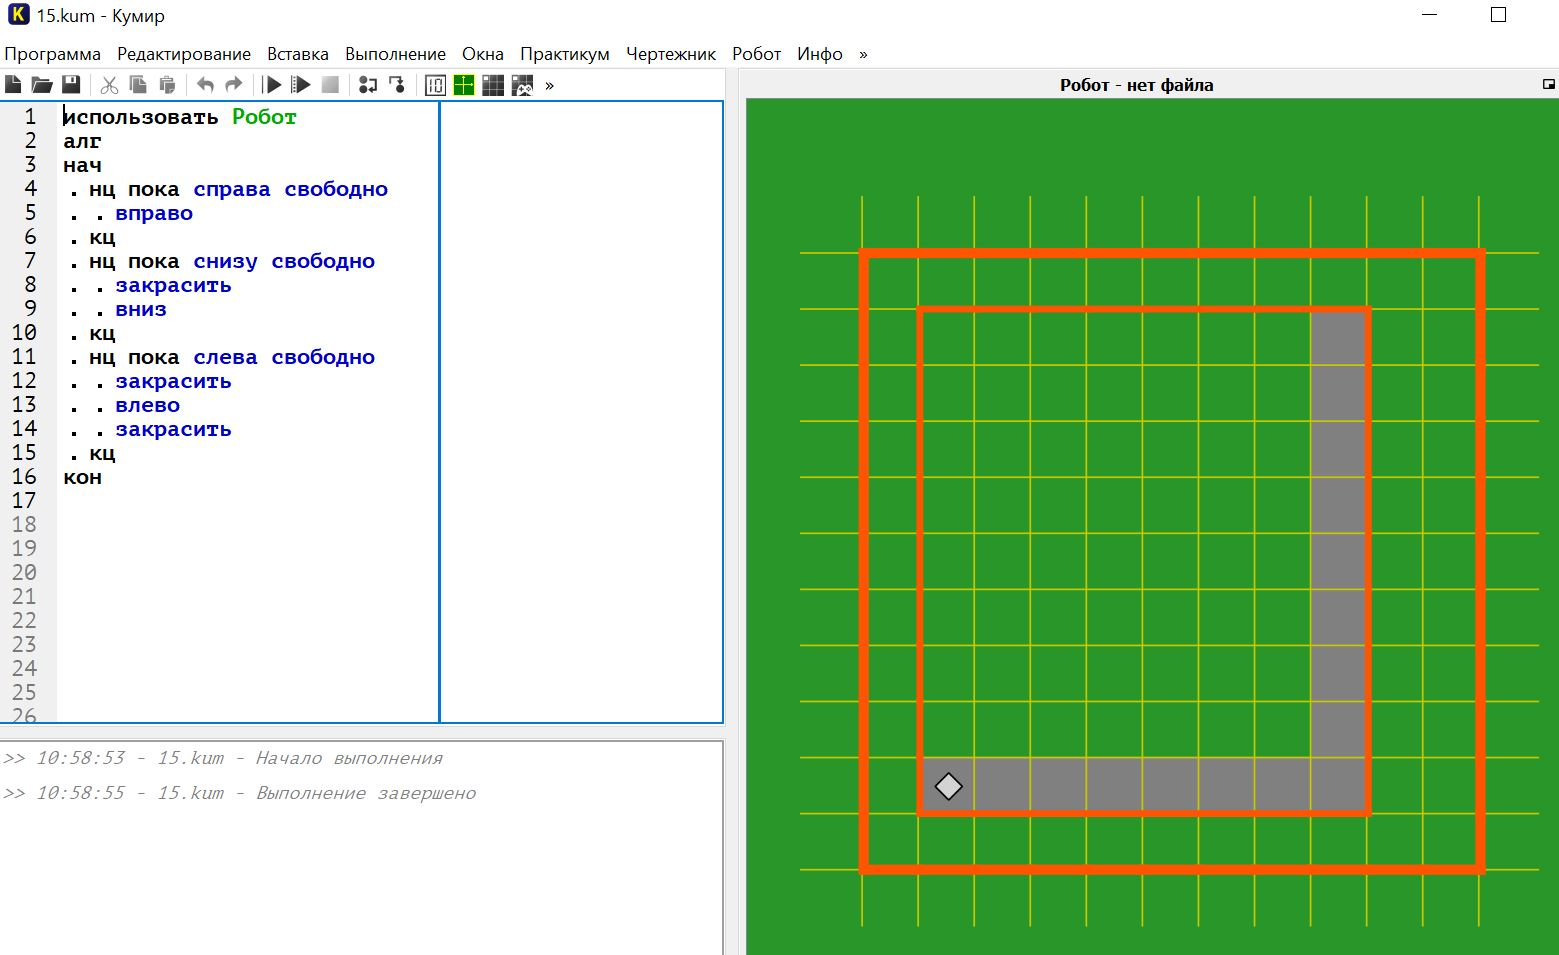 K 15.kum - Кумир
Программа Редактирование Вставка Выполнение Окна Практикум Чертежник Робот Инфо »
»
Робот - нет файла
1 использовать Робот
2 алг
3 нач
4 . нц пока справа свободно
5 . . вправо
6 . кц
7 . нц пока снизу свободно
8 . . закрасить
9 . . вниз
10 . кц
11 . нц пока слева свободно
12 . . закрасить
13 . . влево
14 . . закрасить
15 . кц
16 кон
17
18
19
20
21
22
23
24
25
26
>> 10:58:53 - 15.kum - Начало выполнения
>> 10:58:55 - 15.kum - Выполнение завершено